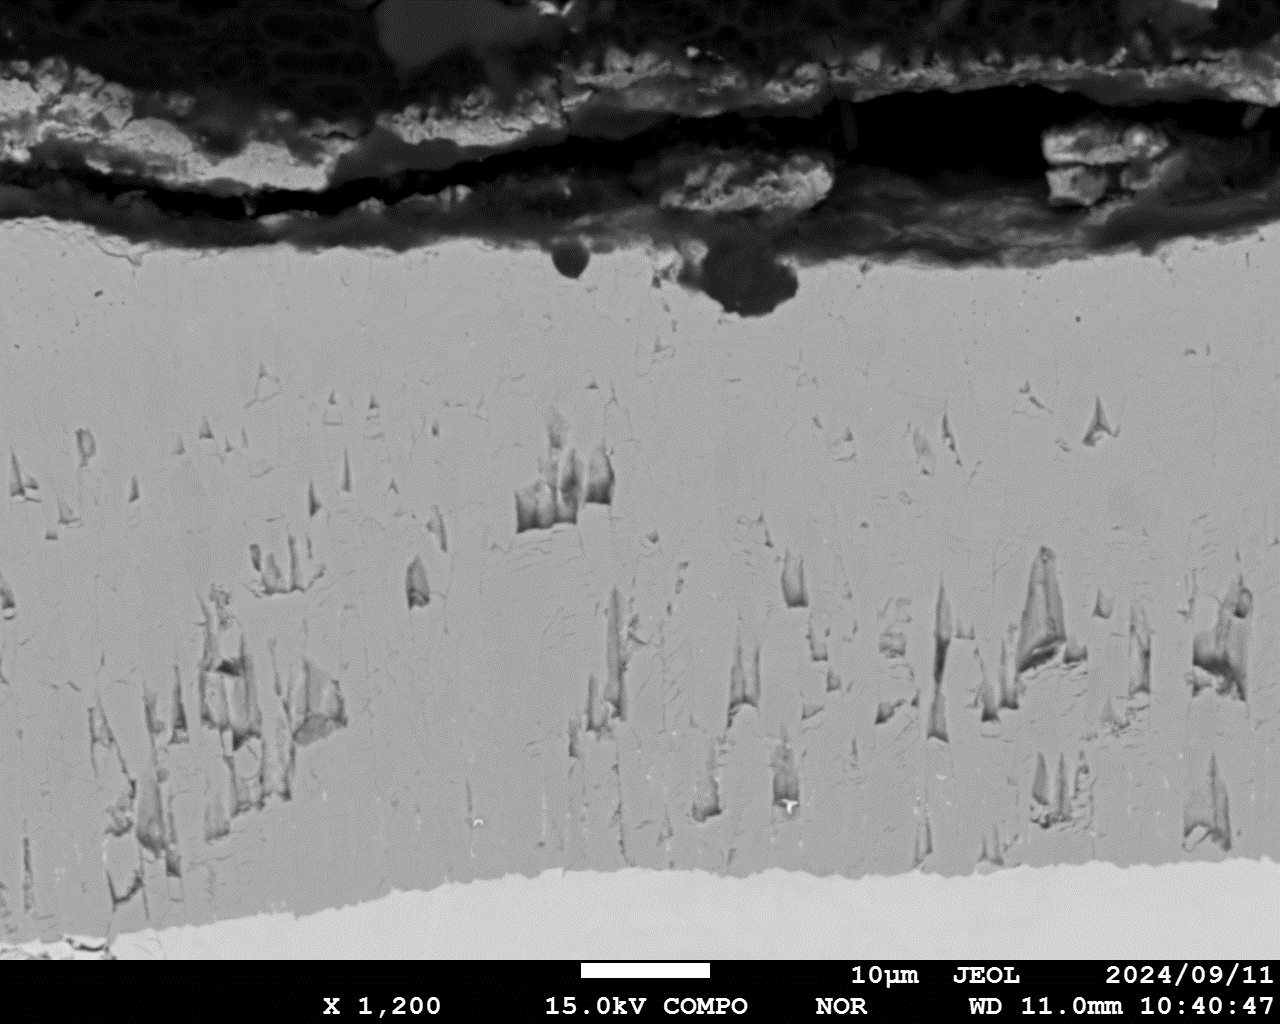 10µm JEOL 2024/09/11
X 1,200 15.0kV COMPO NOR WD 11.0mm 10:40:47